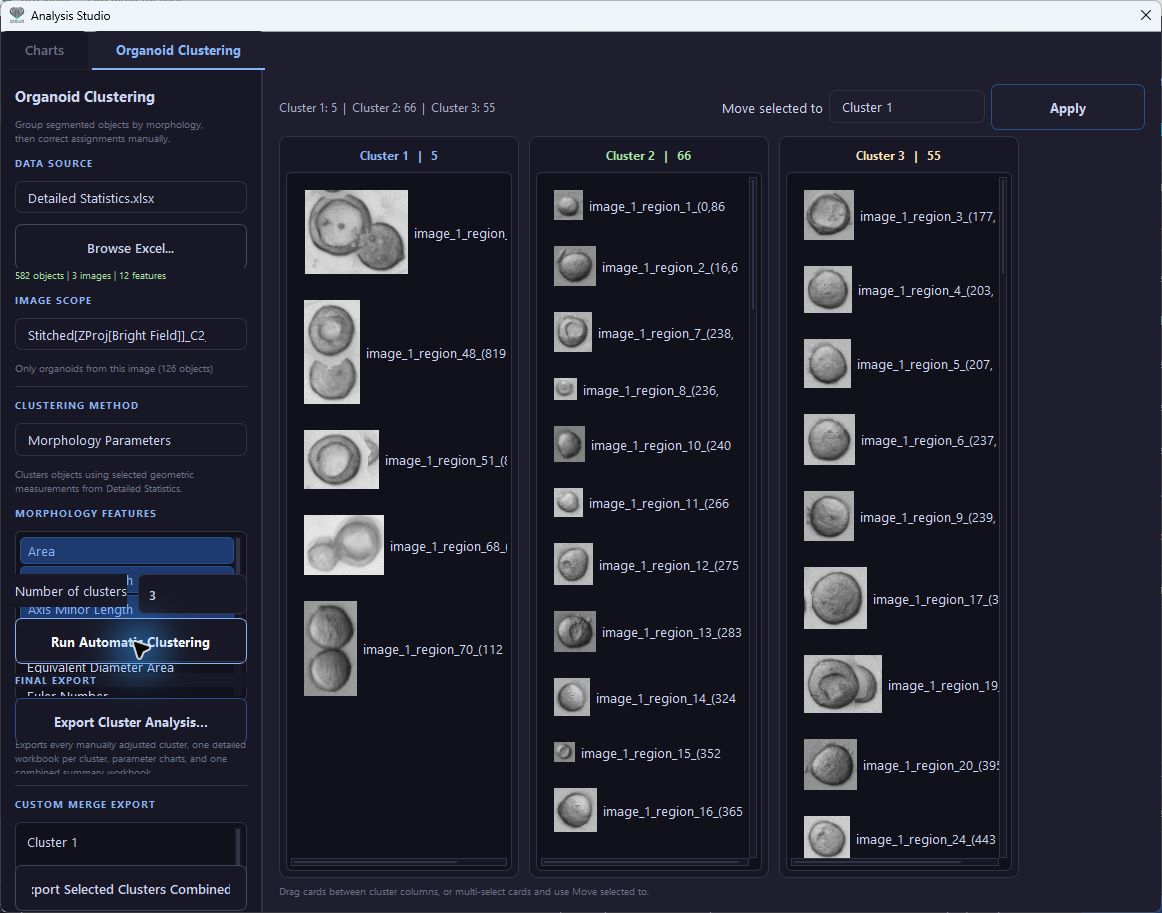 Analysis Studio
Charts
Organoid Clustering
Organoid Clustering
Group segmented objects by morphology,
then correct assignments manually.
DATA SOURCE
Detailed Statistics.xlsx
Browse Excel...
582 objects | 3 images | 12 features
IMAGE SCOPE
Stitched[ZProj[Bright Field]]_C2
Only organoids from this image (126 objects)
CLUSTERING METHOD
Morphology Parameters
Clusters objects using selected geometric
measurements from Detailed Statistics.
MORPHOLOGY FEATURES
Area
h
Number of clusters
3
Axis Minor Length
Run Automatic Clustering
Equivalent Diameter Area
FINAL EXPORT
Euler Number
Export Cluster Analysis...
Exports every manually adjusted cluster, one detailed
workbook per cluster, parameter charts, and one
combined summary workbook.
CUSTOM MERGE EXPORT
Cluster 1
port Selected Clusters Combined
Cluster 1: 5 | Cluster 2: 66 | Cluster 3: 55
Move selected to
Cluster 1
Apply
Cluster 1 | 5
image_1_region_
image_1_region_48_(819
image_1_region_51_(8
image_1_region_68_(
image_1_region_70_(112
Cluster 2 | 66
image_1_region_1_(0,86
image_1_region_2_(16,6
image_1_region_7_(238,
image_1_region_8_(236,
image_1_region_10_(240
image_1_region_11_(266
image_1_region_12_(275
image_1_region_13_(283
image_1_region_14_(324
image_1_region_15_(352
image_1_region_16_(365
Cluster 3 | 55
image_1_region_3_(177,
image_1_region_4_(203,
image_1_region_5_(207,
image_1_region_6_(237,
image_1_region_9_(239,
image_1_region_17_(3
image_1_region_19_
image_1_region_20_(395
image_1_region_24_(443
Drag cards between cluster columns, or multi-select cards and use Move selected to.